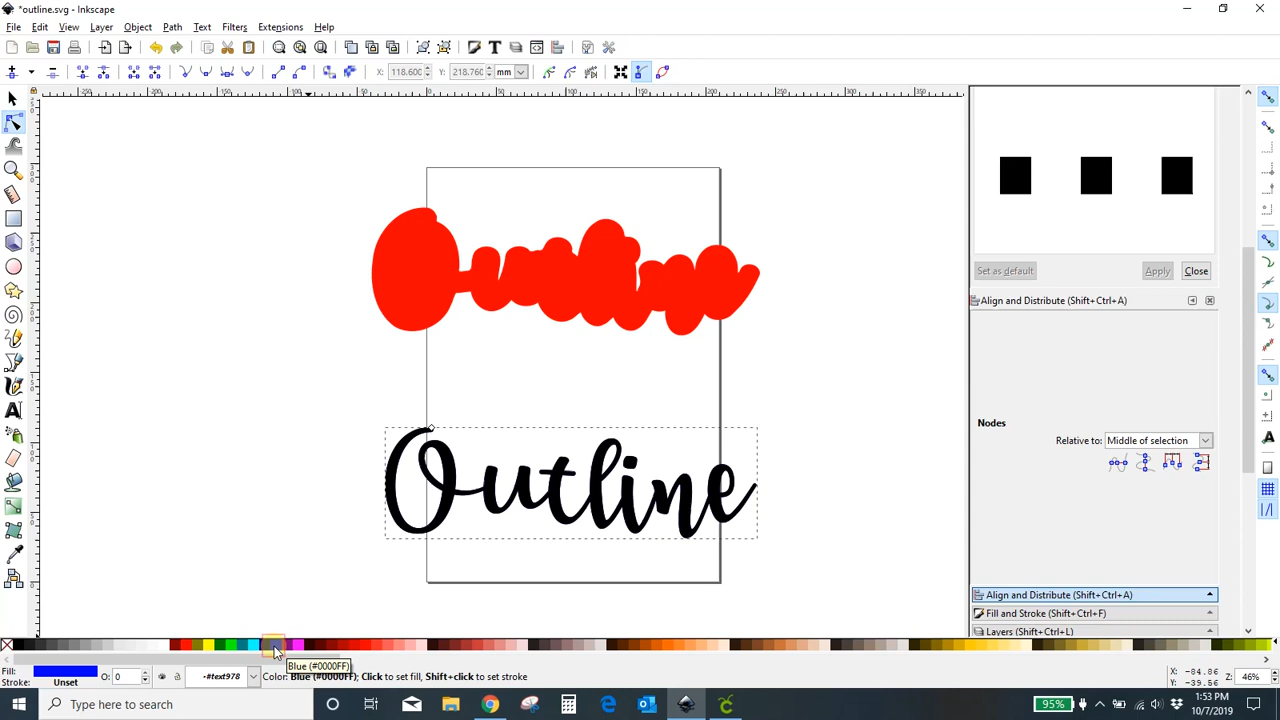 *outline.svg - Inkscape
File Edit View Layer Object Path Text Filters Extensions Help
X: 118.600 Y: 218.760 mm
Set as default Apply Close
Align and Distribute (Shift+Ctrl+A)
Outline
Nodes
Relative to: Middle of selection
Align and Distribute (Shift+Ctrl+A)
Fill and Stroke (Shift+Ctrl+F)
Layers (Shift+Ctrl+L)
Blue (#0000FF)
Fill:
Stroke: Unset
O: 0
-#text978
Color: Blue (#0000FF); Click to set fill, Shift+click to set stroke
X: -84.86
Y: -39.56
Z: 46%
Type here to search
95%
1:53 PM
10/7/2019